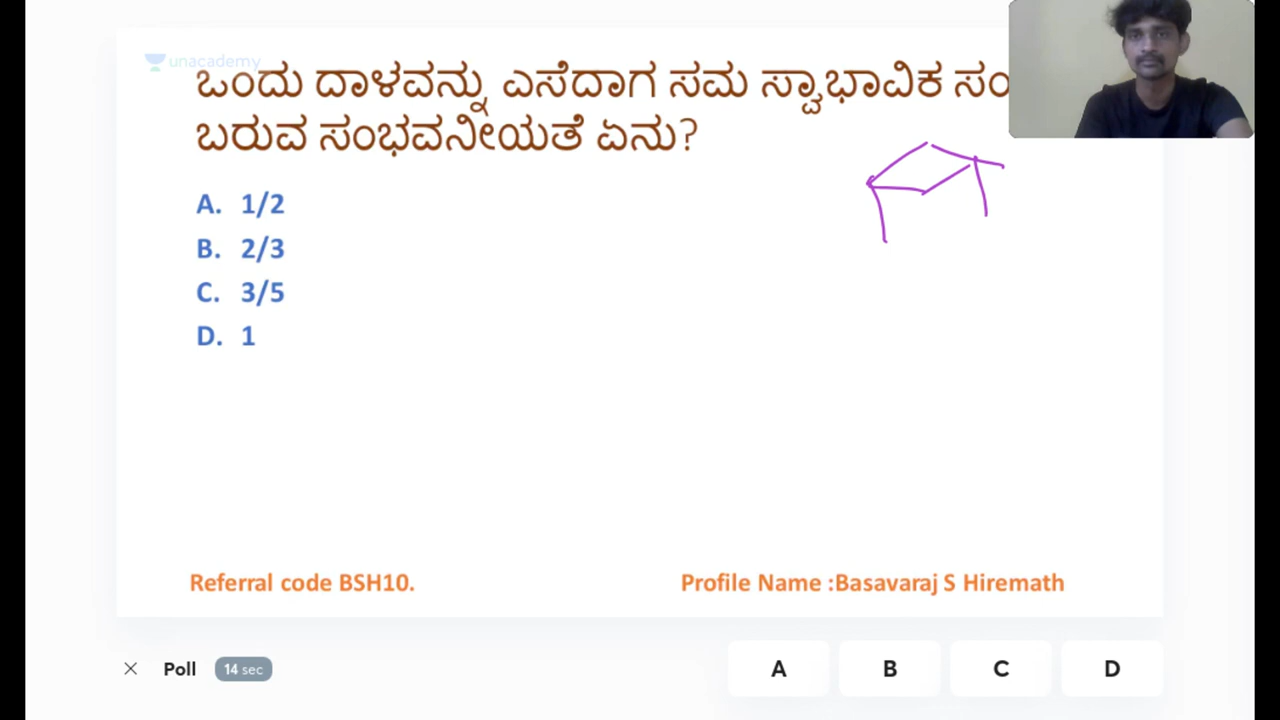 unacademy
ಒಂದು ದಾಳವನ್ನು ಎಸೆದಾಗ ಸಮ ಸ್ವಾಭಾವಿಕ
ಬರುವ ಸಂಭವನೀಯತೆ ಏನು?
A. 1/2
B. 2/3
C. 3/5
D. 1
Referral code BSH10. Profile Name :Basavaraj S Hiremath
Poll 14 sec A B C D